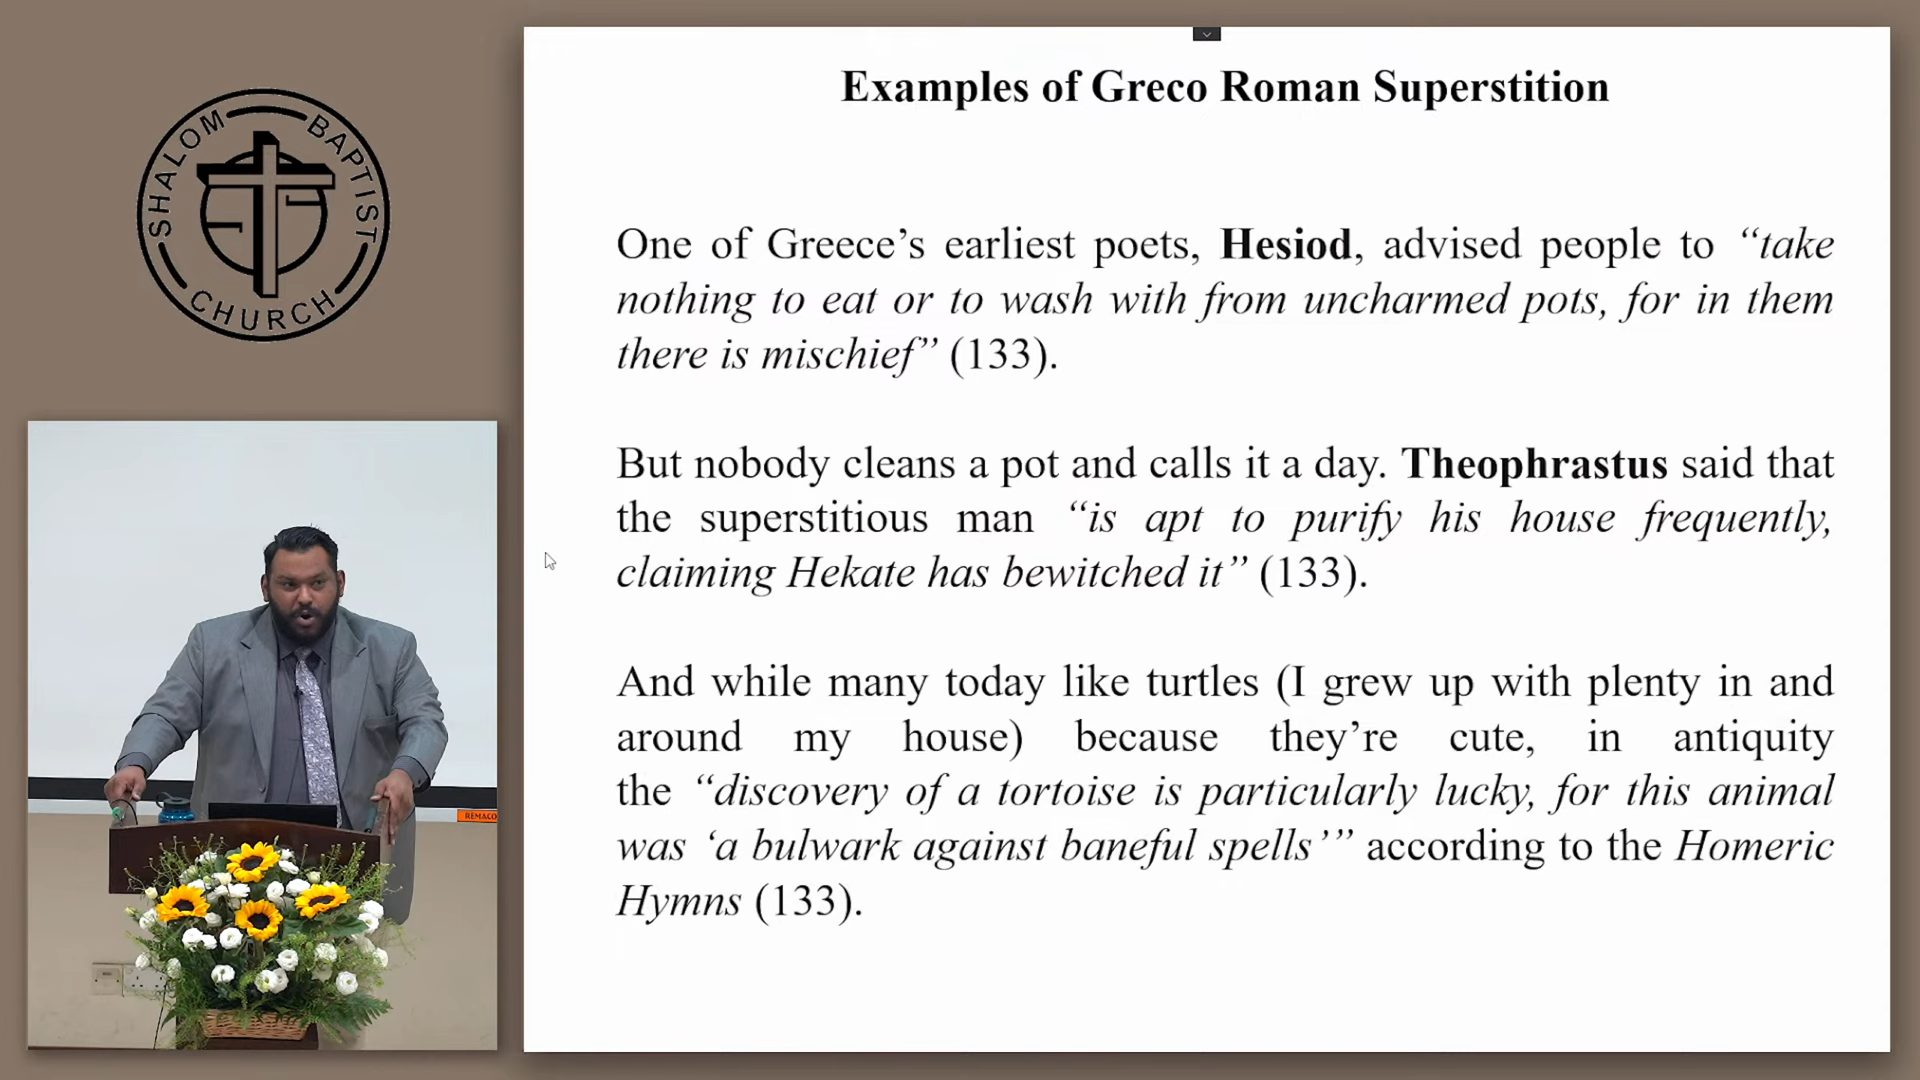 SHALOM BAPTIST
CHURCH
Examples of Greco Roman Superstition
One of Greece’s earliest poets, Hesiod, advised people to “take
nothing to eat or to wash with from uncharmed pots, for in them
there is mischief” (133).
But nobody cleans a pot and calls it a day. Theophrastus said that
the superstitious man “is apt to purify his house frequently,
claiming Hekate has bewitched it” (133).
And while many today like turtles (I grew up with plenty in and
around my house) because they’re cute, in antiquity
the “discovery of a tortoise is particularly lucky, for this animal
was ‘a bulwark against baneful spells’” according to the Homeric
Hymns (133).
REMACO